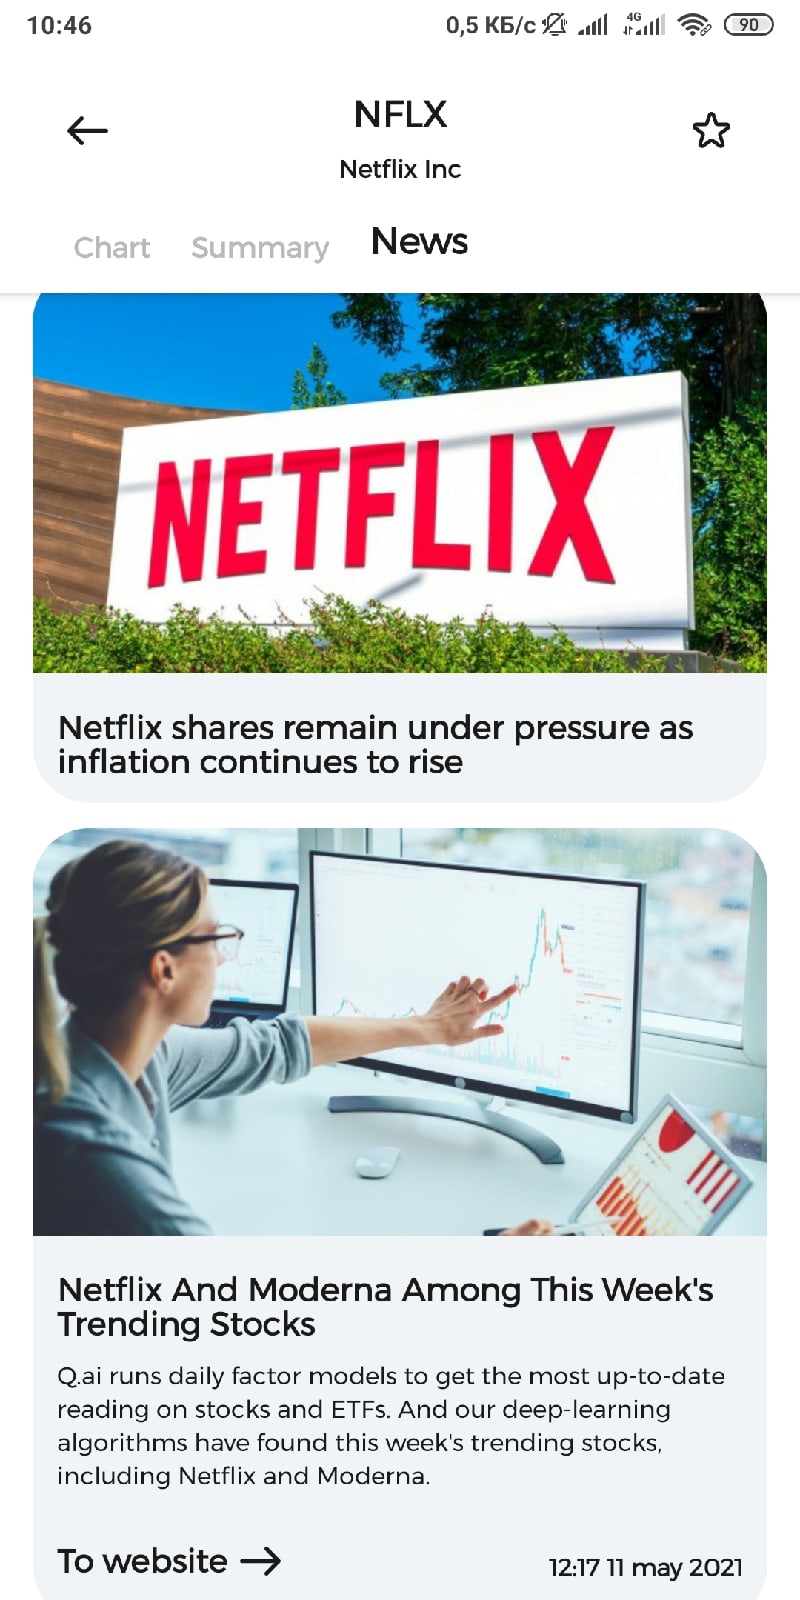 10:46
0,5 КБ/с
4G
90
NFLX
Netflix Inc
Chart Summary News
NETFLIX
Netflix shares remain under pressure as
inflation continues to rise
Netflix And Moderna Among This Week's
Trending Stocks
Q.ai runs daily factor models to get the most up-to-date
reading on stocks and ETFs. And our deep-learning
algorithms have found this week's trending stocks,
including Netflix and Moderna.
To website
12:17 11 may 2021